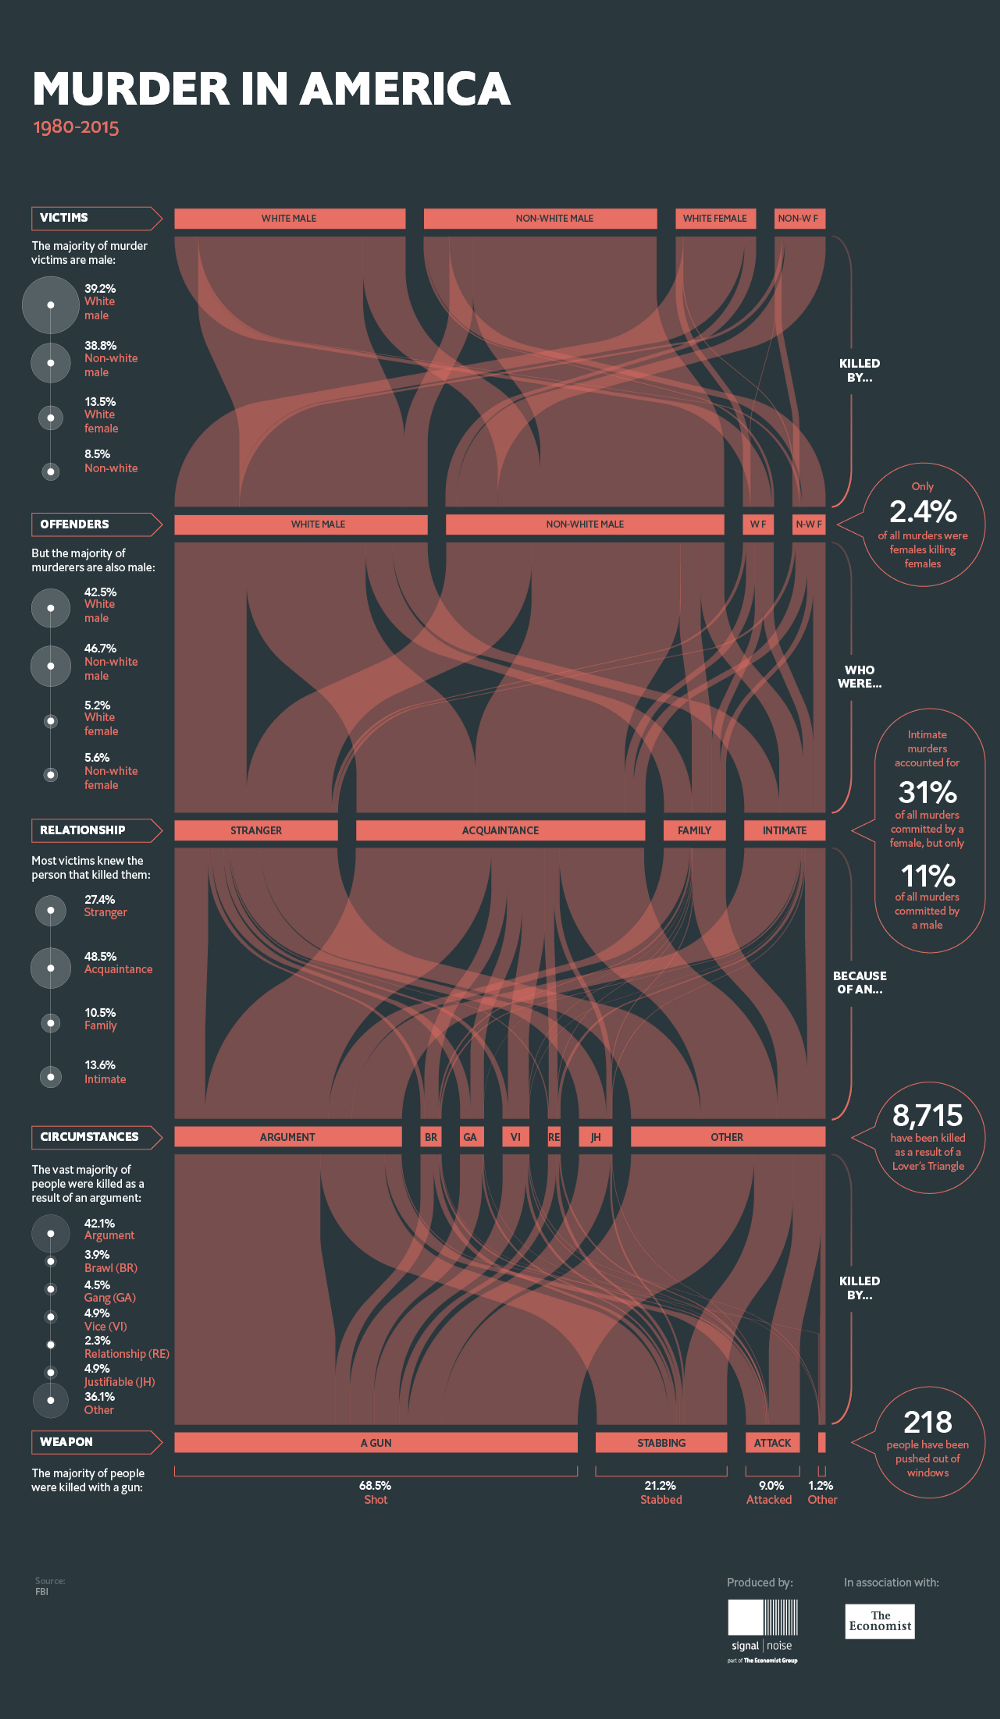 MURDER IN AMERICA
1980-2015
VICTIMS
The majority of murder
victims are male:
39.2%
White
male
38.8%
Non-white
male
13.5%
White
female
8.5%
Non-white
WHITE MALE
NON-WHITE MALE
WHITE FEMALE
NON-W F
KILLED
BY...
OFFENDERS
But the majority of
murderers are also male:
42.5%
White
male
46.7%
Non-white
male
5.2%
White
female
5.6%
Non-white
female
WHITE MALE
NON-WHITE MALE
W F
N-W F
Only
2.4%
of all murders were
females killing
females
WHO
WERE...
RELATIONSHIP
Most victims knew the
person that killed them:
27.4%
Stranger
48.5%
Acquaintance
10.5%
Family
13.6%
Intimate
STRANGER
ACQUAINTANCE
FAMILY
INTIMATE
Intimate
murders
accounted for
31%
of all murders
committed by a
female, but only
11%
of all murders
committed by
a male
BECAUSE
OF AN...
CIRCUMSTANCES
The vast majority of
people were killed as a
result of an argument:
42.1%
Argument
3.9%
Brawl (BR)
4.5%
Gang (GA)
4.9%
Vice (VI)
2.3%
Relationship (RE)
4.9%
Justifiable (JH)
36.1%
Other
ARGUMENT
BR
GA
VI
RE
JH
OTHER
8,715
have been killed
as a result of a
Lover's Triangle
KILLED
BY...
WEAPON
The majority of people
were killed with a gun:
A GUN
STABBING
ATTACK
68.5%
Shot
21.2%
Stabbed
9.0%
Attacked
1.2%
Other
218
people have been
pushed out of
windows
Source:
FBI
Produced by:
signal | noise
part of The Economist Group
In association with:
The
Economist